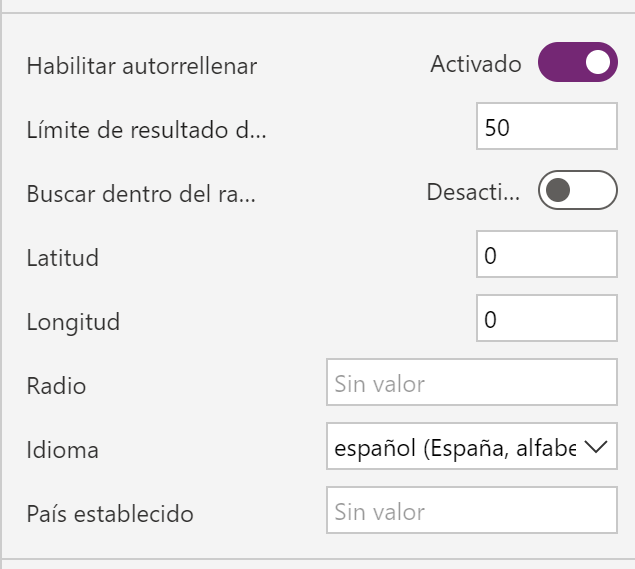 Habilitar autorrellenar Activado
Límite de resultado d... 50
Buscar dentro del ra... Desacti...
Latitud 0
Longitud 0
Radio Sin valor
Idioma español (España, alfabe
País establecido Sin valor